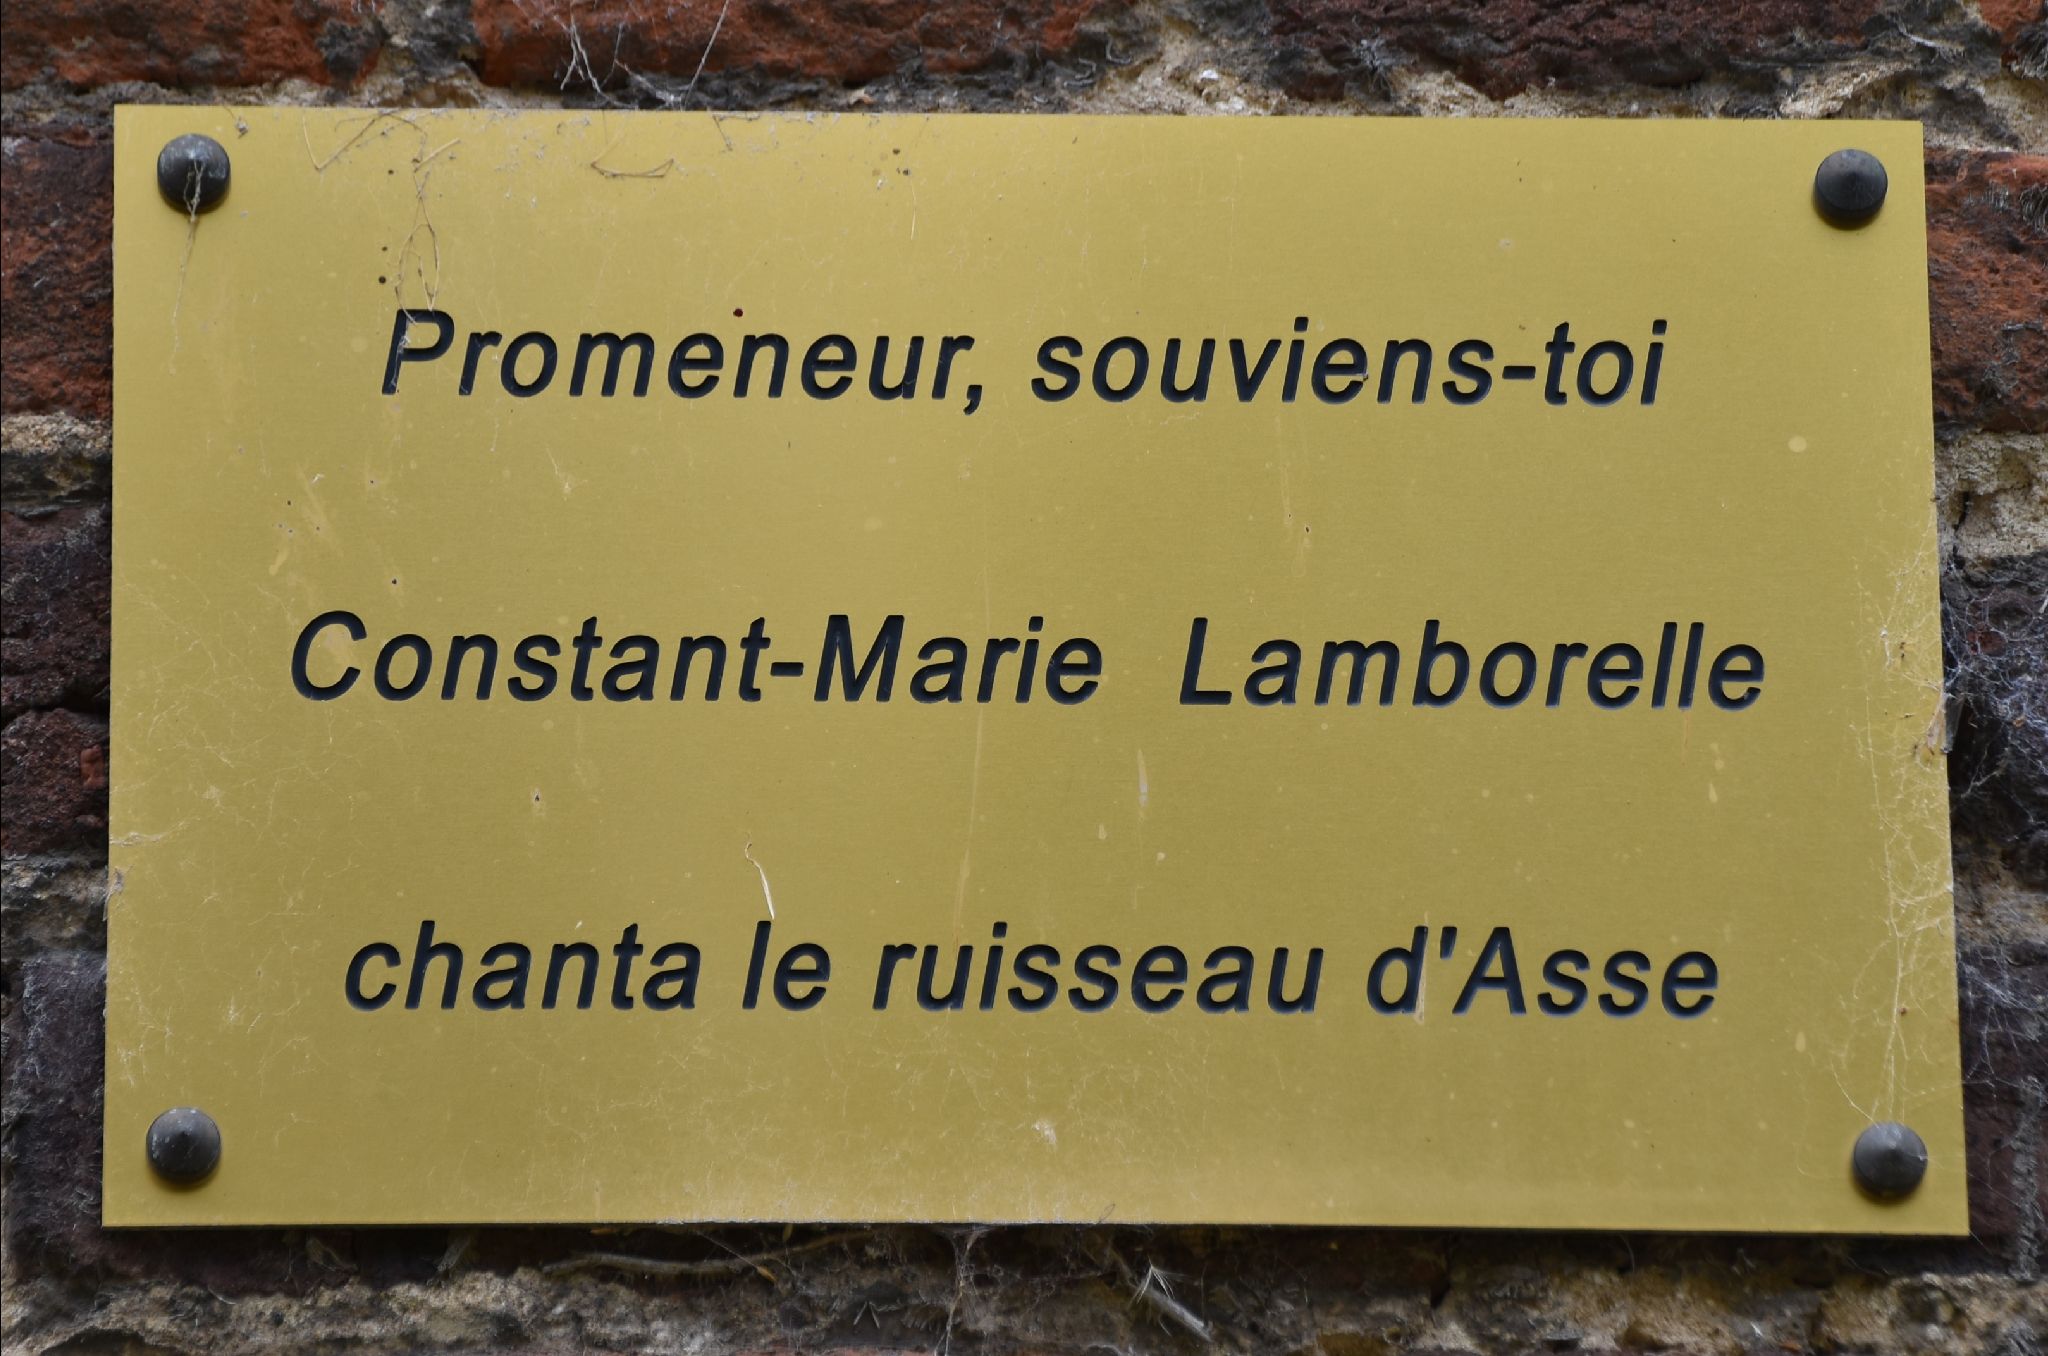 Promeneur, souviens-toi
Constant-Marie Lamborelle
chanta le ruisseau d'Asse